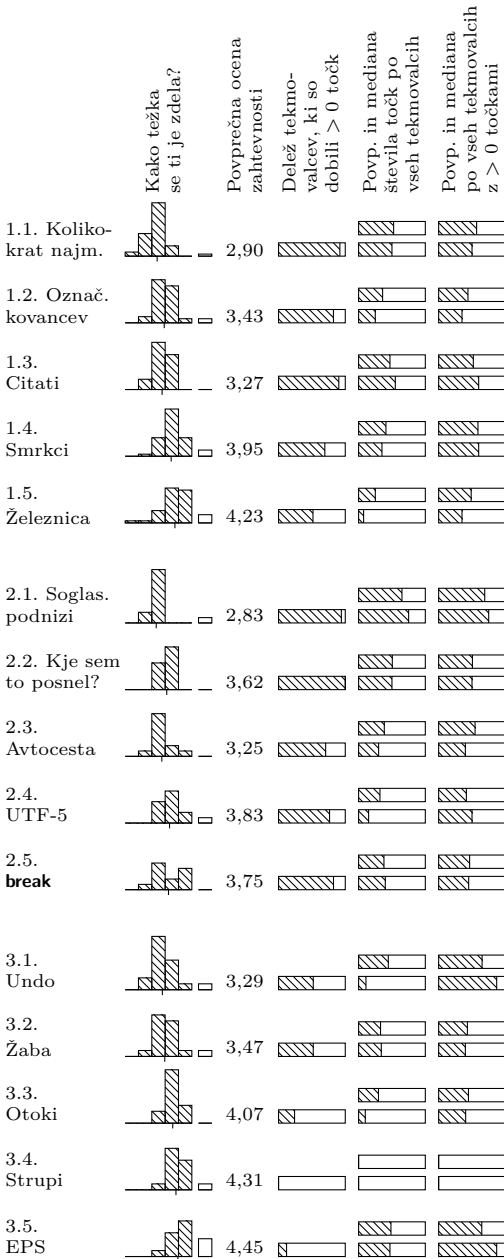 Kako težka
se ti je zdela?
Povprečna ocena
zahtevnosti
Delež tekmo-
valcev, ki so
dobili > 0 točk
Povp. in mediana
števila točk po
vseh tekmovalcih
Povp. in mediana
po vseh tekmovalcih
z > 0 točkami
1.1. Koliko-
krat najm. 2,90
1.2. Označ.
kovancev 3,43
1.3.
Citati 3,27
1.4.
Smrkci 3,95
1.5.
Železnica 4,23
2.1. Soglas.
podnizi 2,83
2.2. Kje sem
to posnel? 3,62
2.3.
Avtocesta 3,25
2.4.
UTF-5 3,83
2.5.
break 3,75
3.1.
Undo 3,29
3.2.
Žaba 3,47
3.3.
Otoki 4,07
3.4.
Strupi 4,31
3.5.
EPS 4,45